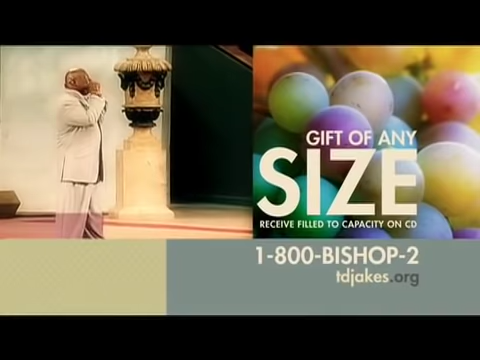 GIFT OF ANY
SIZE
RECEIVE FILLED TO CAPACITY ON CD
1-800-BISHOP-2
tdjakes.org